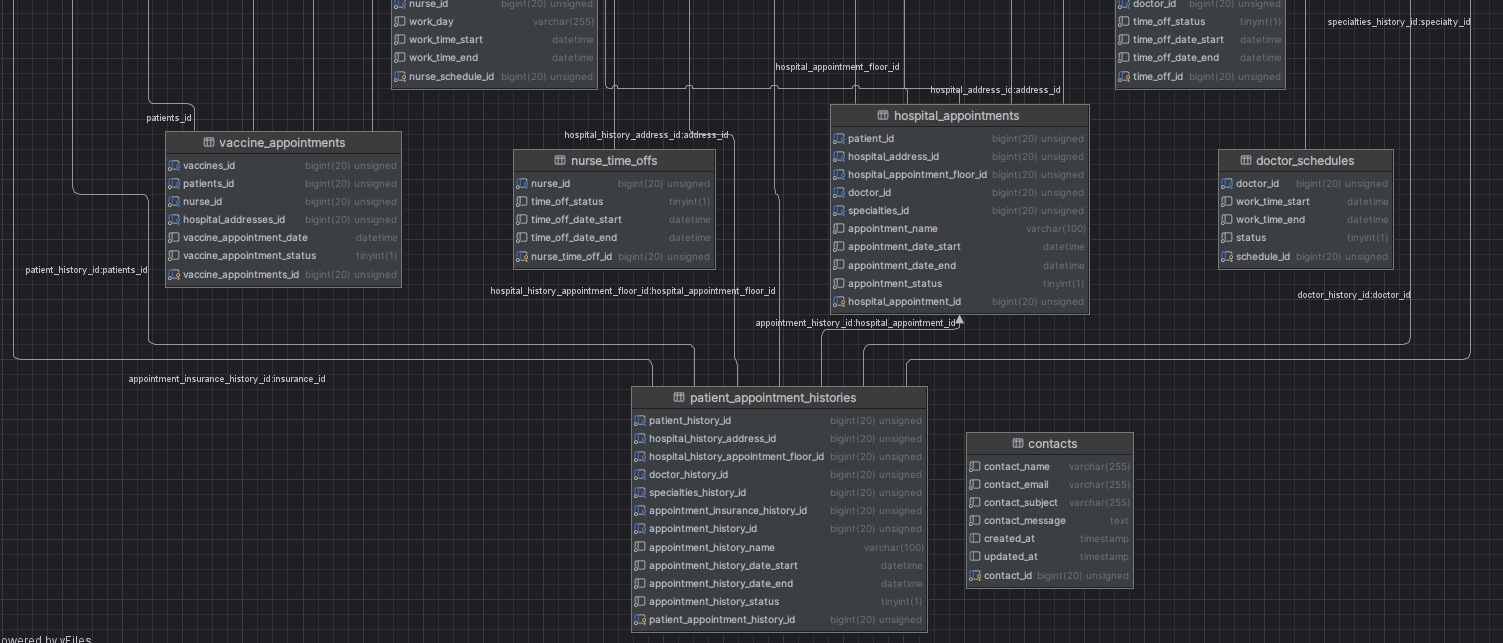 nurse_id bigint(20) unsigned
work_day varchar(255)
work_time_start datetime
work_time_end datetime
nurse_schedule_id bigint(20) unsigned
doctor_id bigint(20) unsigned
time_off_status tinyint(1)
time_off_date_start datetime
time_off_date_end datetime
time_off_id bigint(20) unsigned
specialties_history_id:specialty_id
hospital_appointment_floor_id
hospital_address_id:address_id
patients_id
hospital_history_address_id:address_id
vaccine_appointments
vaccines_id bigint(20) unsigned
patients_id bigint(20) unsigned
nurse_id bigint(20) unsigned
hospital_addresses_id bigint(20) unsigned
vaccine_appointment_date datetime
vaccine_appointment_status tinyint(1)
vaccine_appointments_id bigint(20) unsigned
nurse_time_offs
nurse_id bigint(20) unsigned
time_off_status tinyint(1)
time_off_date_start datetime
time_off_date_end datetime
nurse_time_off_id bigint(20) unsigned
hospital_appointments
patient_id bigint(20) unsigned
hospital_address_id bigint(20) unsigned
hospital_appointment_floor_id bigint(20) unsigned
doctor_id bigint(20) unsigned
specialties_id bigint(20) unsigned
appointment_name varchar(100)
appointment_date_start datetime
appointment_date_end datetime
appointment_status tinyint(1)
hospital_appointment_id bigint(20) unsigned
doctor_schedules
doctor_id bigint(20) unsigned
work_time_start datetime
work_time_end datetime
status tinyint(1)
schedule_id bigint(20) unsigned
patient_history_id:patients_id
hospital_history_appointment_floor_id:hospital_appointment_floor_id
doctor_history_id:doctor_id
appointment_history_id:hospital_appointment_id
appointment_insurance_history_id:insurance_id
patient_appointment_histories
patient_history_id bigint(20) unsigned
hospital_history_address_id bigint(20) unsigned
hospital_history_appointment_floor_id bigint(20) unsigned
doctor_history_id bigint(20) unsigned
specialties_history_id bigint(20) unsigned
appointment_insurance_history_id bigint(20) unsigned
appointment_history_id bigint(20) unsigned
appointment_history_name varchar(100)
appointment_history_date_start datetime
appointment_history_date_end datetime
appointment_history_status tinyint(1)
patient_appointment_history_id bigint(20) unsigned
contacts
contact_name varchar(255)
contact_email varchar(255)
contact_subject varchar(255)
contact_message text
created_at timestamp
updated_at timestamp
contact_id bigint(20) unsigned
owered by yFiles